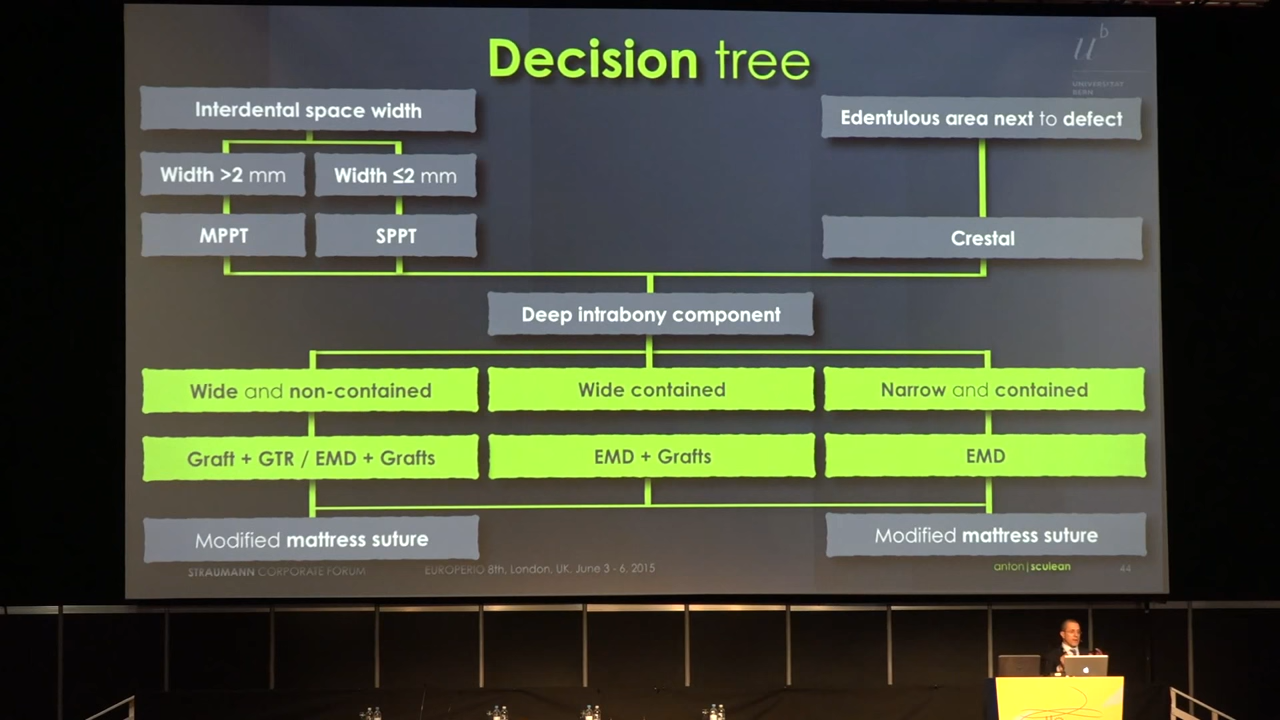 Decision tree
u b
UNIVERSITÄT
BERN
Interdental space width
Edentulous area next to defect
Width >2 mm
Width ≤2 mm
MPPT
SPPT
Crestal
Deep intrabony component
Wide and non-contained
Wide contained
Narrow and contained
Graft + GTR / EMD + Grafts
EMD + Grafts
EMD
Modified mattress suture
Modified mattress suture
STRAUMANN CORPORATE FORUM
EUROPERIO 8th, London, UK. June 3 - 6, 2015
anton|sculean
44